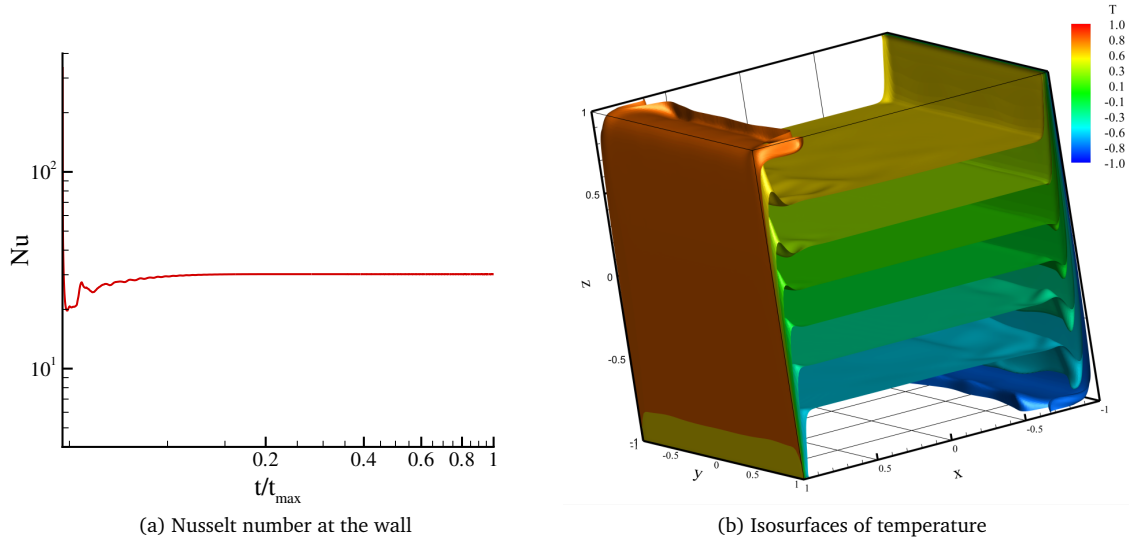 Nu
10²
10¹
0.2 0.4 0.6 0.8 1
t/t_max
(a) Nusselt number at the wall
T
1.0
0.8
0.6
0.4
0.1
-0.1
-0.3
-0.6
-0.8
-1.0
1
0.5
0
-0.5
-1
z
-0.5 0 0.5 1
y
1 0.5 0 -0.5 -1
x
(b) Isosurfaces of temperature